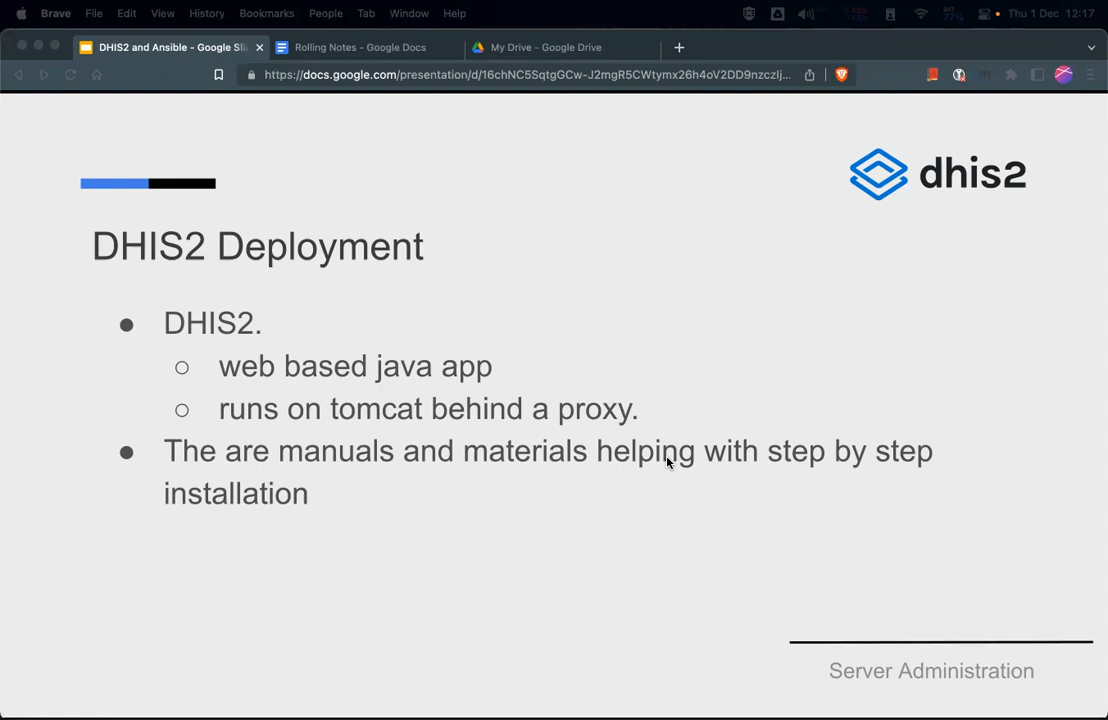 Brave File Edit View History Bookmarks People Tab Window Help Thu 1 Dec 12:17
DHIS2 and Ansible - Google Sli Rolling Notes - Google Docs My Drive - Google Drive
https://docs.google.com/presentation/d/16chNC5SqtgGCw-J2mgR5CWtymx26h4oV2DD9nzczlj...
dhis2
DHIS2 Deployment
DHIS2.
web based java app
runs on tomcat behind a proxy.
The are manuals and materials helping with step by step
installation
Server Administration